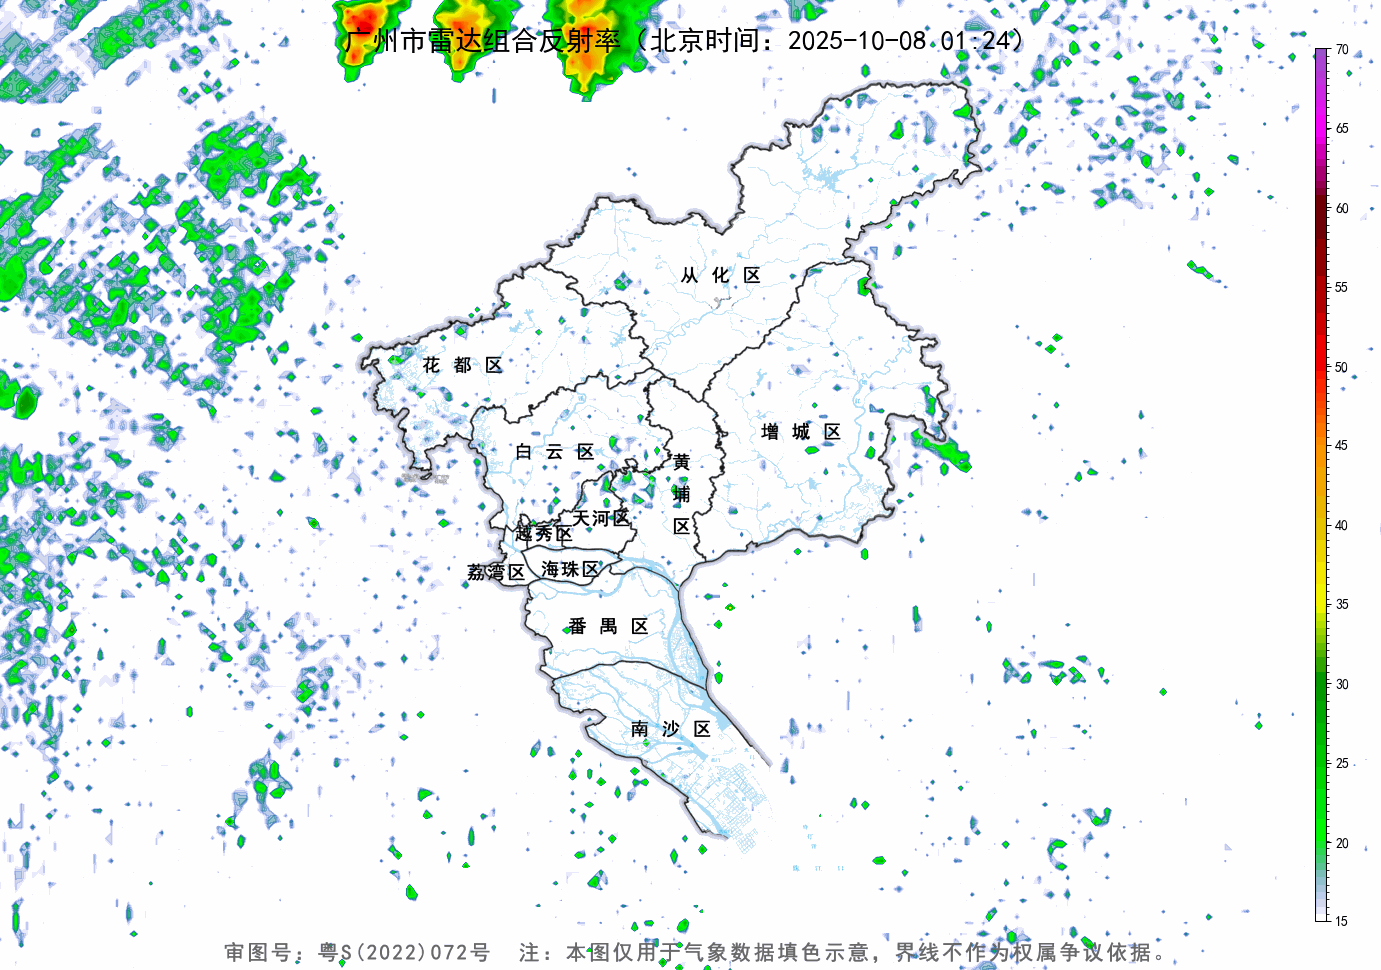 广州市雷达组合反射率（北京时间：2025-10-08 01:24）
70
65
60
55
50
45
40
35
30
25
20
15
从化区
花都区
增城区
白云区
黄埔区
天河区
越秀区
荔湾区
海珠区
番禺区
南沙区
审图号：粤S(2022)072号 注：本图仅用于气象数据填色示意，界线不作为权属争议依据。